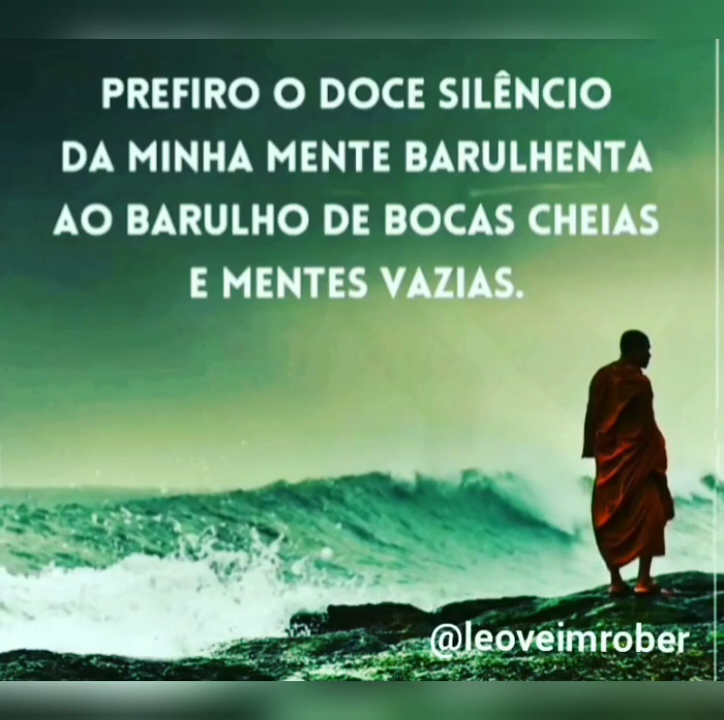 PREFIRO O DOCE SILÊNCIO
DA MINHA MENTE BARULHENTA
AO BARULHO DE BOCAS CHEIAS
E MENTES VAZIAS.
@leoveimrober